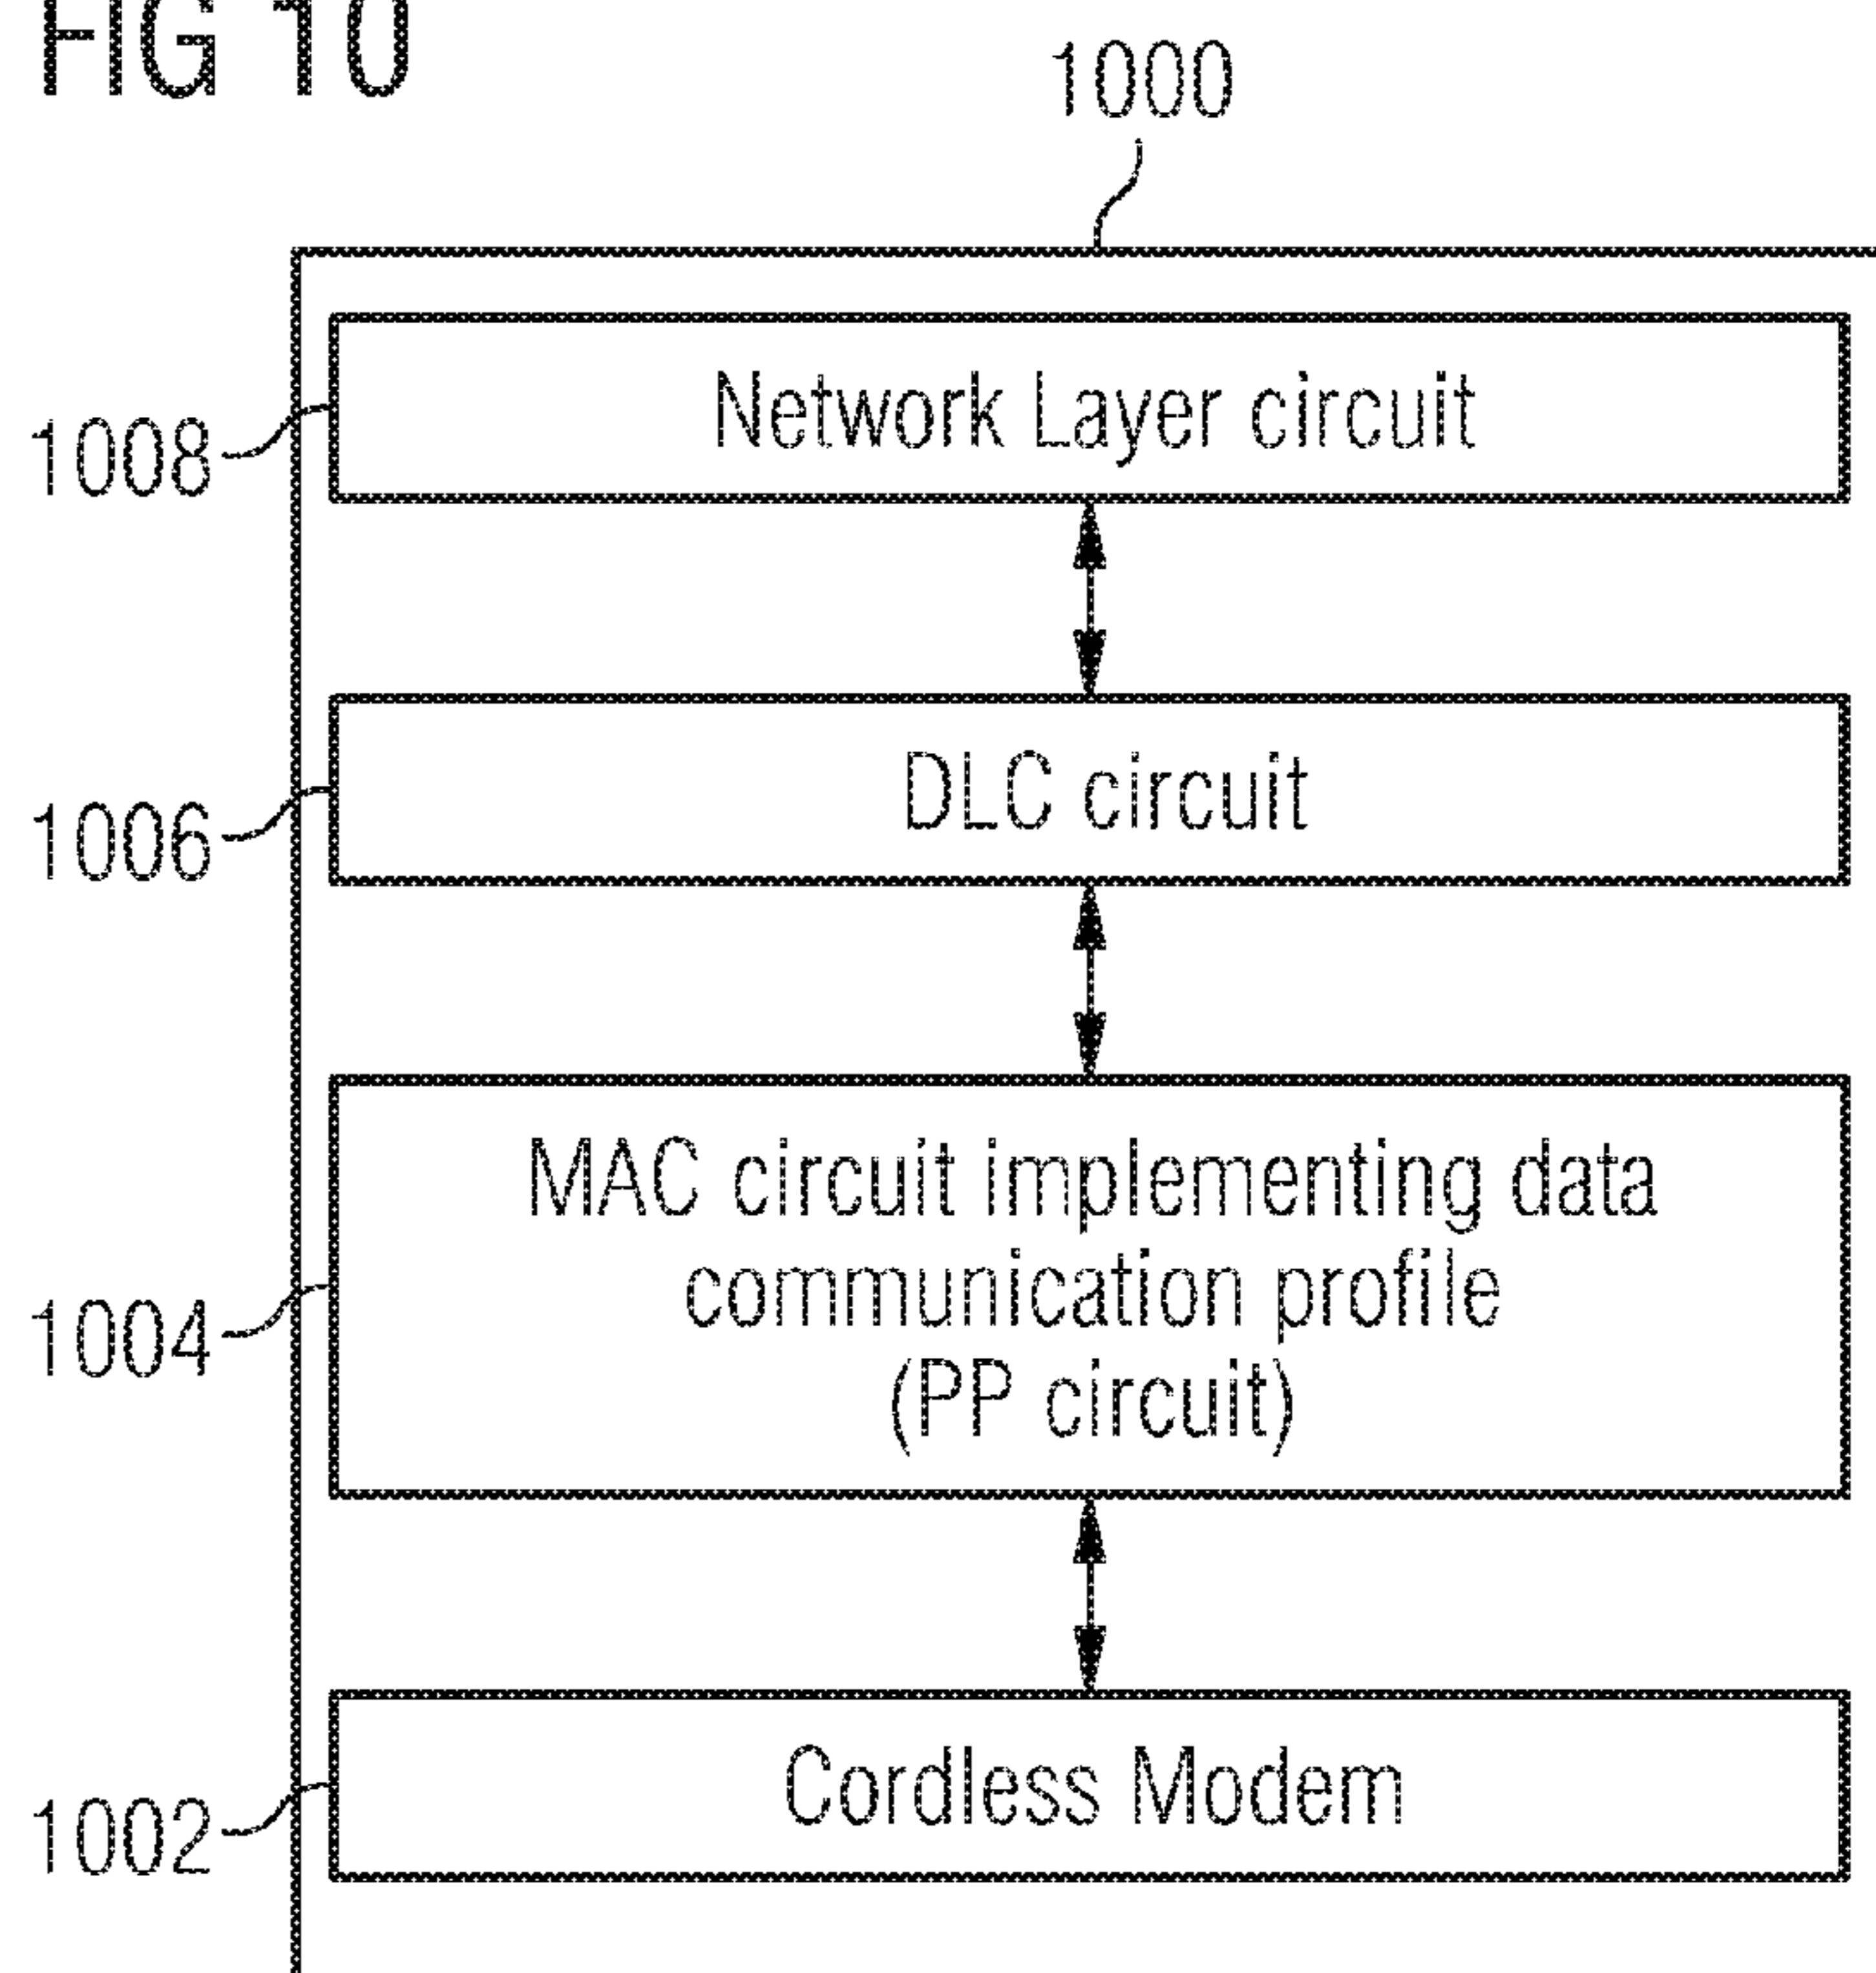 FIG 10
1000
Network Layer circuit
1008
DLC circuit
1006
MAC circuit implementing data
communication profile
(PP circuit)
1004
Cordless Modem
1002